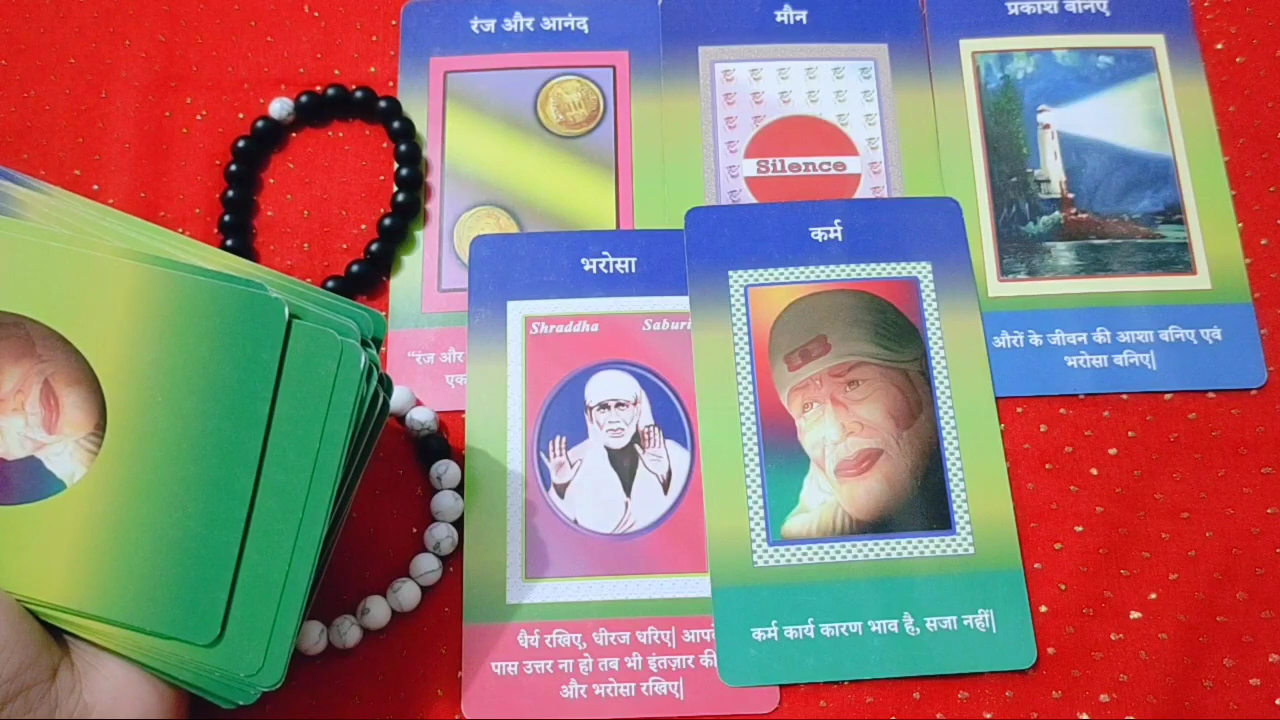 रंज और आनंद
"रंज और
एक
मौन
Silence
प्रकाश बनिए
औरों के जीवन की आशा बनिए एवं
भरोसा बनिए|
भरोसा
Shraddha Saburi
धैर्य रखिए, धीरज धरिए| आपके
पास उत्तर ना हो तब भी इंतज़ार की
और भरोसा रखिए|
कर्म
कर्म कार्य कारण भाव है, सजा नहीं|